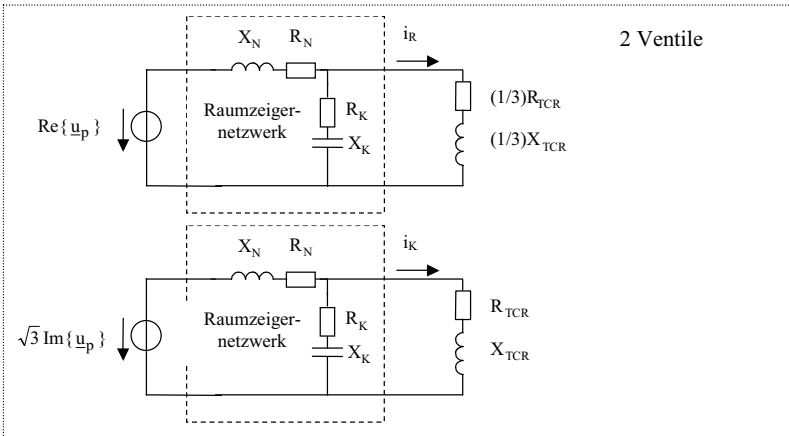 2 Ventile
X_N R_N i_R
Re{u_p}
Raumzeiger-
netzwerk
R_K
X_K
(1/3)R_TCR
(1/3)X_TCR
X_N R_N i_K
√3 Im{u_p}
Raumzeiger-
netzwerk
R_K
X_K
R_TCR
X_TCR